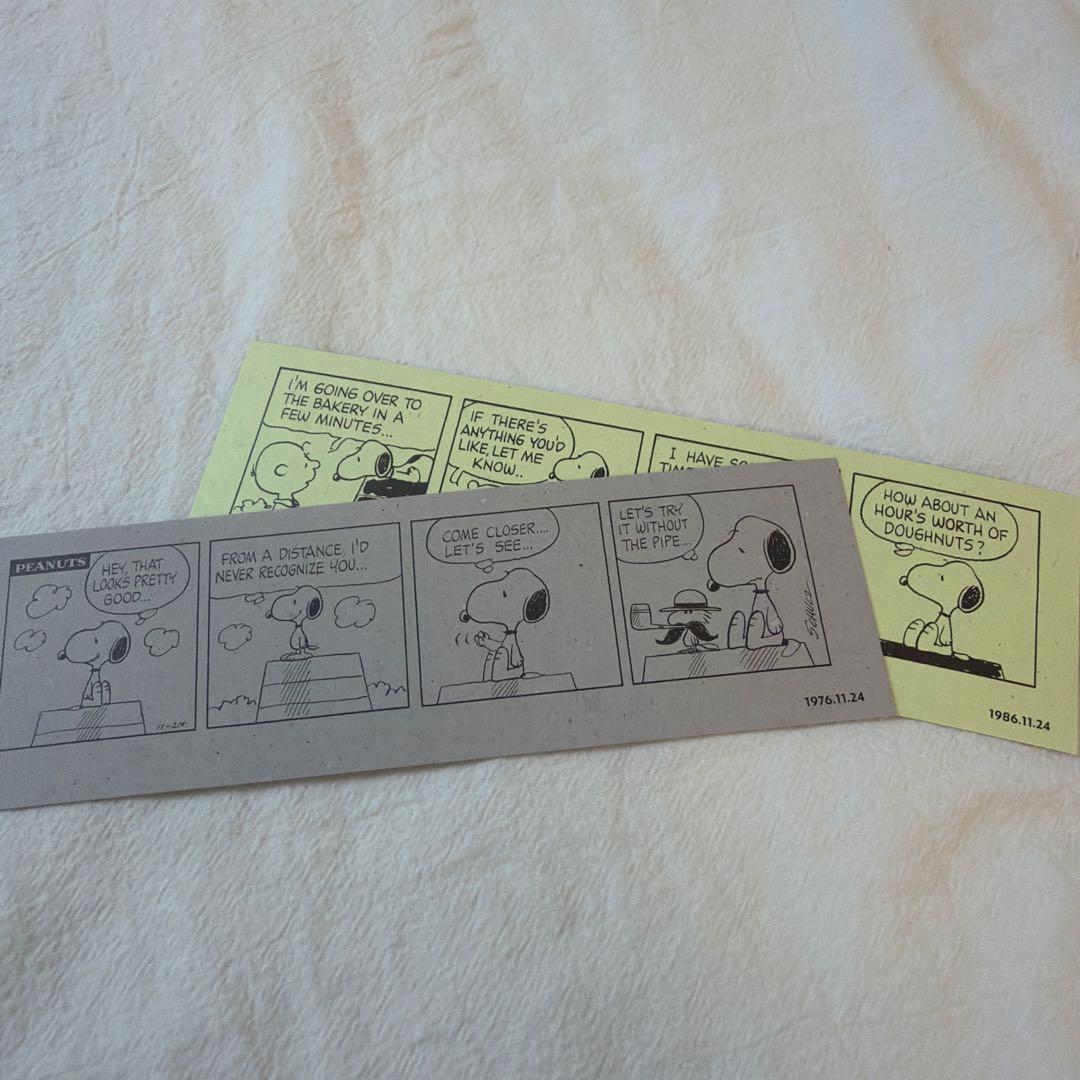 I'M GOING OVER TO
THE BAKERY IN A
FEW MINUTES...
IF THERE'S
ANYTHING YOU'D
LIKE, LET ME
KNOW..
I HAVE
HOW ABOUT AN
HOUR'S WORTH OF
DOUGHNUTS?
1986.11.24
PEANUTS
HEY, THAT
LOOKS PRETTY
GOOD...
11-24
FROM A DISTANCE, I'D
NEVER RECOGNIZE YOU...
COME CLOSER....
LET'S SEE...
LET'S TRY
IT WITHOUT
THE PIPE...
SCHULZ
1976.11.24